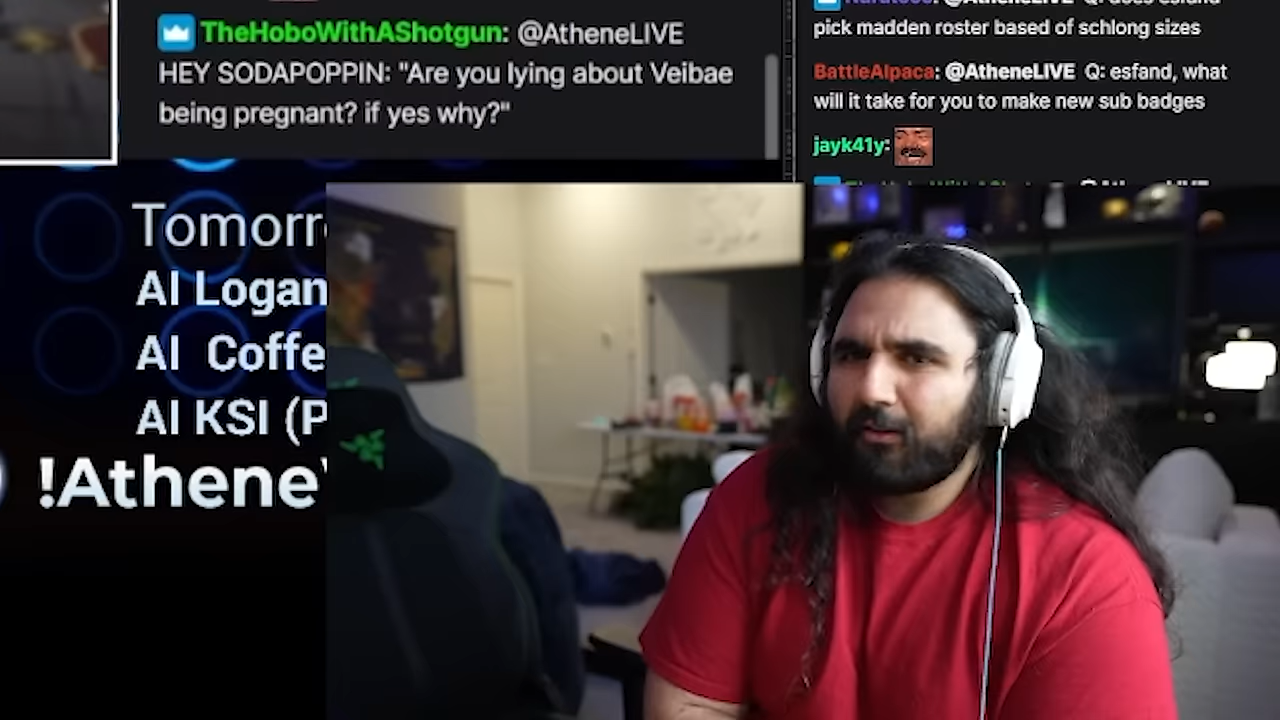 TheHoboWithAShotgun: @AtheneLIVE
HEY SODAPOPPIN: "Are you lying about Veibae
being pregnant? if yes why?"
pick madden roster based of schlong sizes
BattleAlpaca: @AtheneLIVE Q: esfand, what
will it take for you to make new sub badges
jayk41y:
Tomorr
AI Logan
AI Coffe
AI KSI (P
!Athene